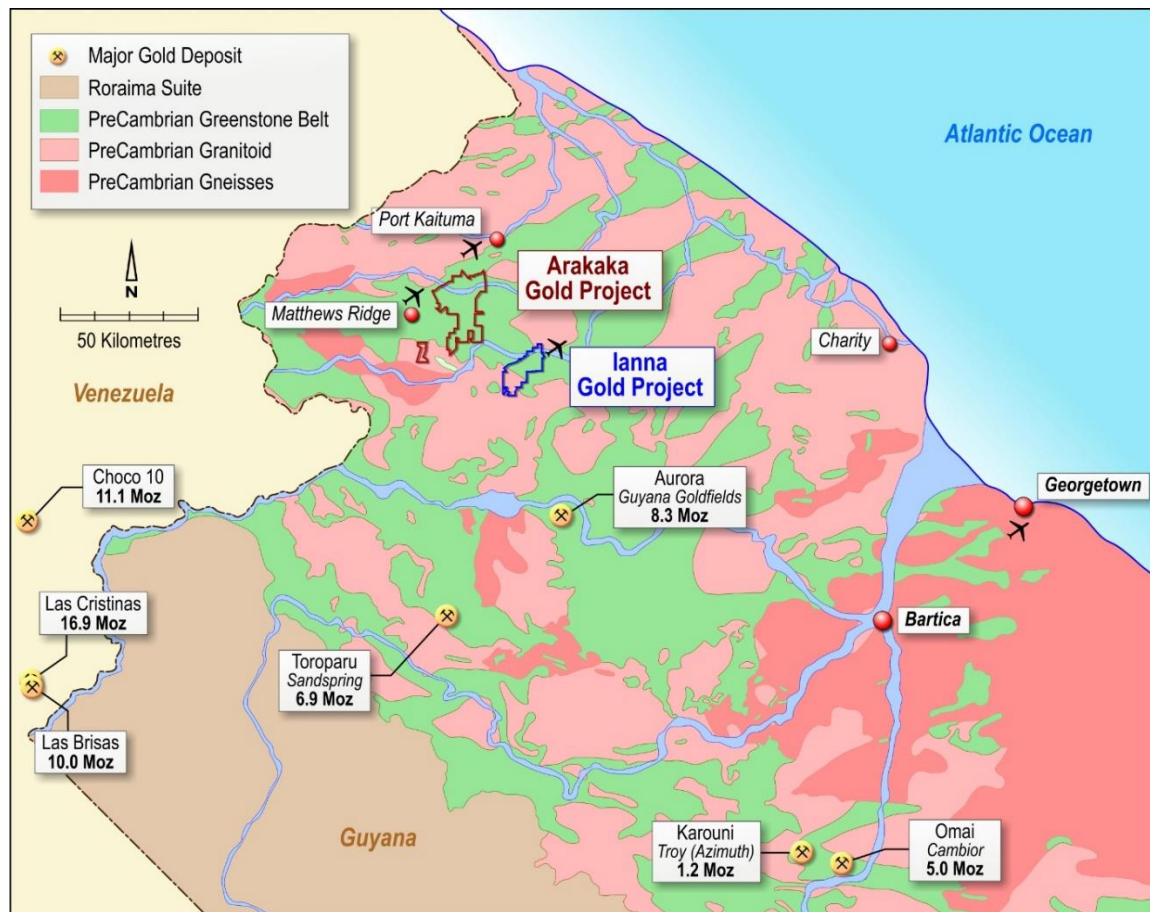 Major Gold Deposit
Roraima Suite
PreCambrian Greenstone Belt
PreCambrian Granitoid
PreCambrian Gneisses
N
50 Kilometres
Atlantic Ocean
Port Kaituma
Arakaka
Gold Project
Matthews Ridge
Ianna
Gold Project
Charity
Venezuela
Choco 10
11.1 Moz
Aurora
Guyana Goldfields
8.3 Moz
Georgetown
Las Cristinas
16.9 Moz
Bartica
Toroparu
Sandspring
6.9 Moz
Las Brisas
10.0 Moz
Guyana
Karouni
Troy (Azimuth)
1.2 Moz
Omai
Cambior
5.0 Moz